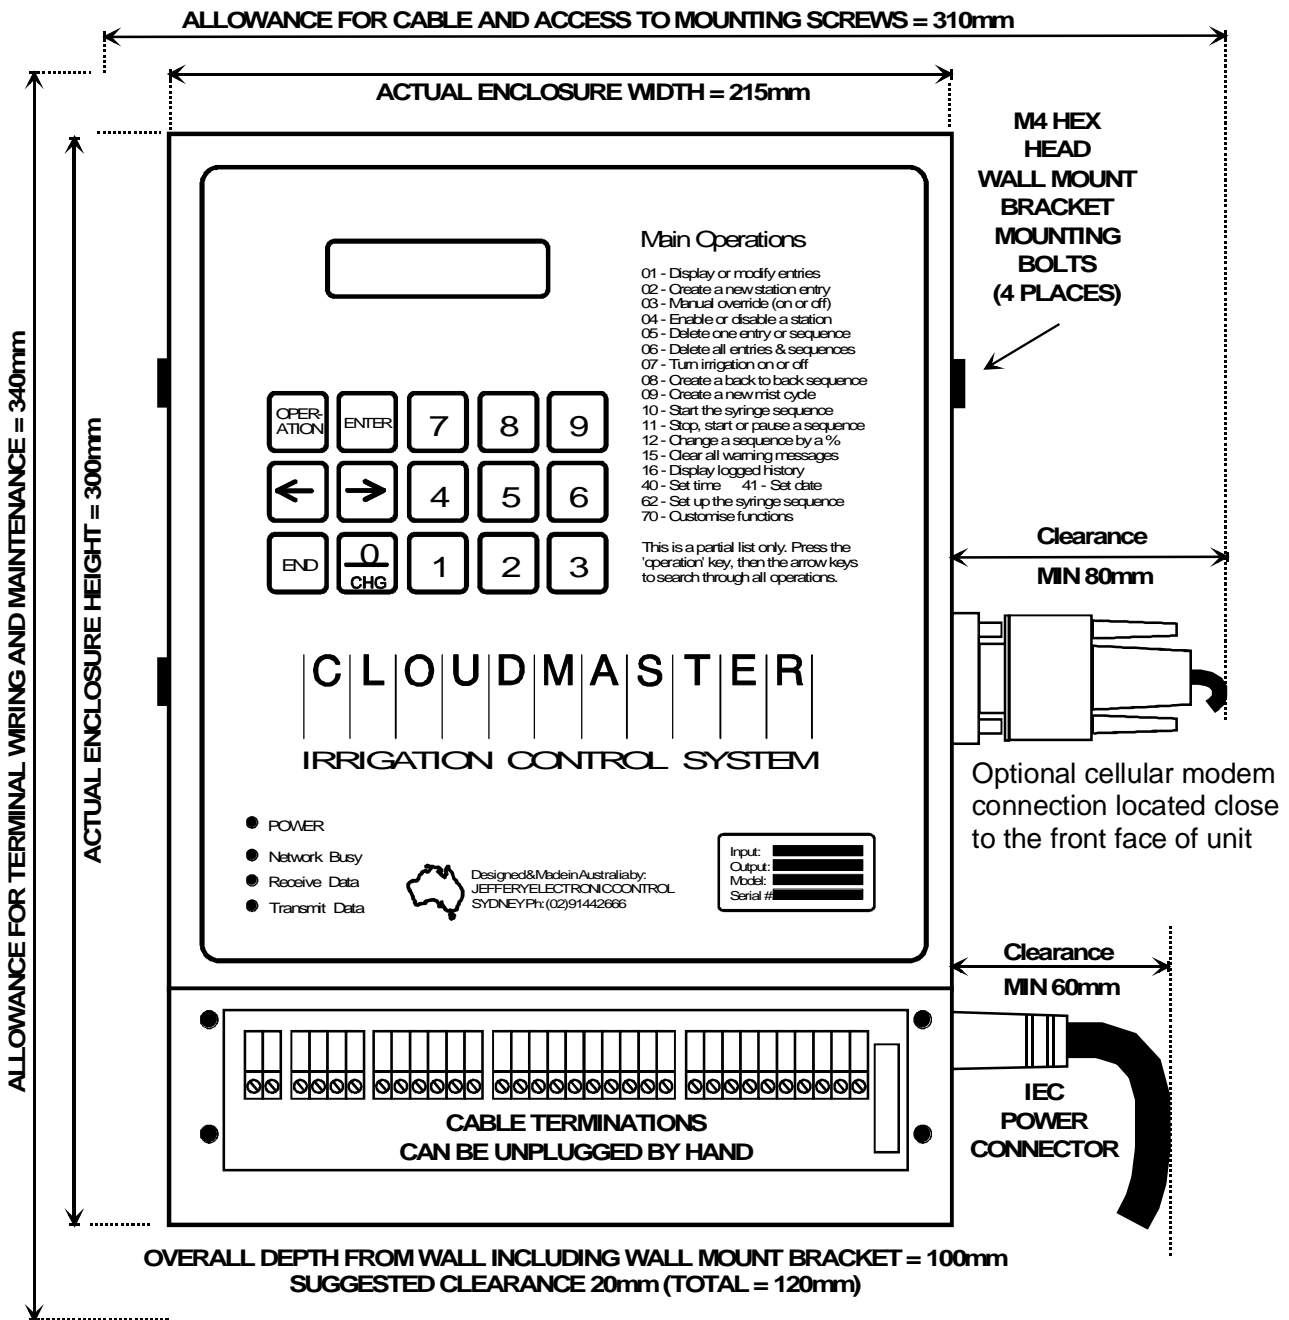 ALLOWANCE FOR CABLE AND ACCESS TO MOUNTING SCREWS = 310mm
ACTUAL ENCLOSURE WIDTH = 215mm
ALLOWANCE FOR TERMINAL WIRING AND MAINTENANCE = 340mm
ACTUAL ENCLOSURE HEIGHT = 300mm
M4 HEX
HEAD
WALL MOUNT
BRACKET
MOUNTING
BOLTS
(4 PLACES)
Main Operations
01 - Display or modify entries
02 - Create a new station entry
03 - Manual override (on or off)
04 - Enable or disable a station
05 - Delete one entry or sequence
06 - Delete all entries & sequences
07 - Turn irrigation on or off
08 - Create a back to back sequence
09 - Create a new mist cycle
10 - Start the syringe sequence
11 - Stop, start or pause a sequence
12 - Change a sequence by a %
15 - Clear all warning messages
16 - Display logged history
40 - Set time 41 - Set date
62 - Set up the syringe sequence
70 - Customise functions
This is a partial list only. Press the
'operation' key, then the arrow keys
to search through all operations.
OPER-
ATION
ENTER 7 8 9
← → 4 5 6
END 0
CHG
1 2 3
Clearance
MIN 80mm
CLOUDMASTER
IRRIGATION CONTROL SYSTEM
Optional cellular modem
connection located close
to the front face of unit
POWER
Network Busy
Receive Data
Transmit Data
Designed & Made in Australia by:
JEFFERY ELECTRONIC CONTROL
SYDNEY Ph: (02) 91442666
Input:
Output:
Model:
Serial #
Clearance
MIN 60mm
IEC
POWER
CONNECTOR
CABLE TERMINATIONS
CAN BE UNPLUGGED BY HAND
OVERALL DEPTH FROM WALL INCLUDING WALL MOUNT BRACKET = 100mm
SUGGESTED CLEARANCE 20mm (TOTAL = 120mm)